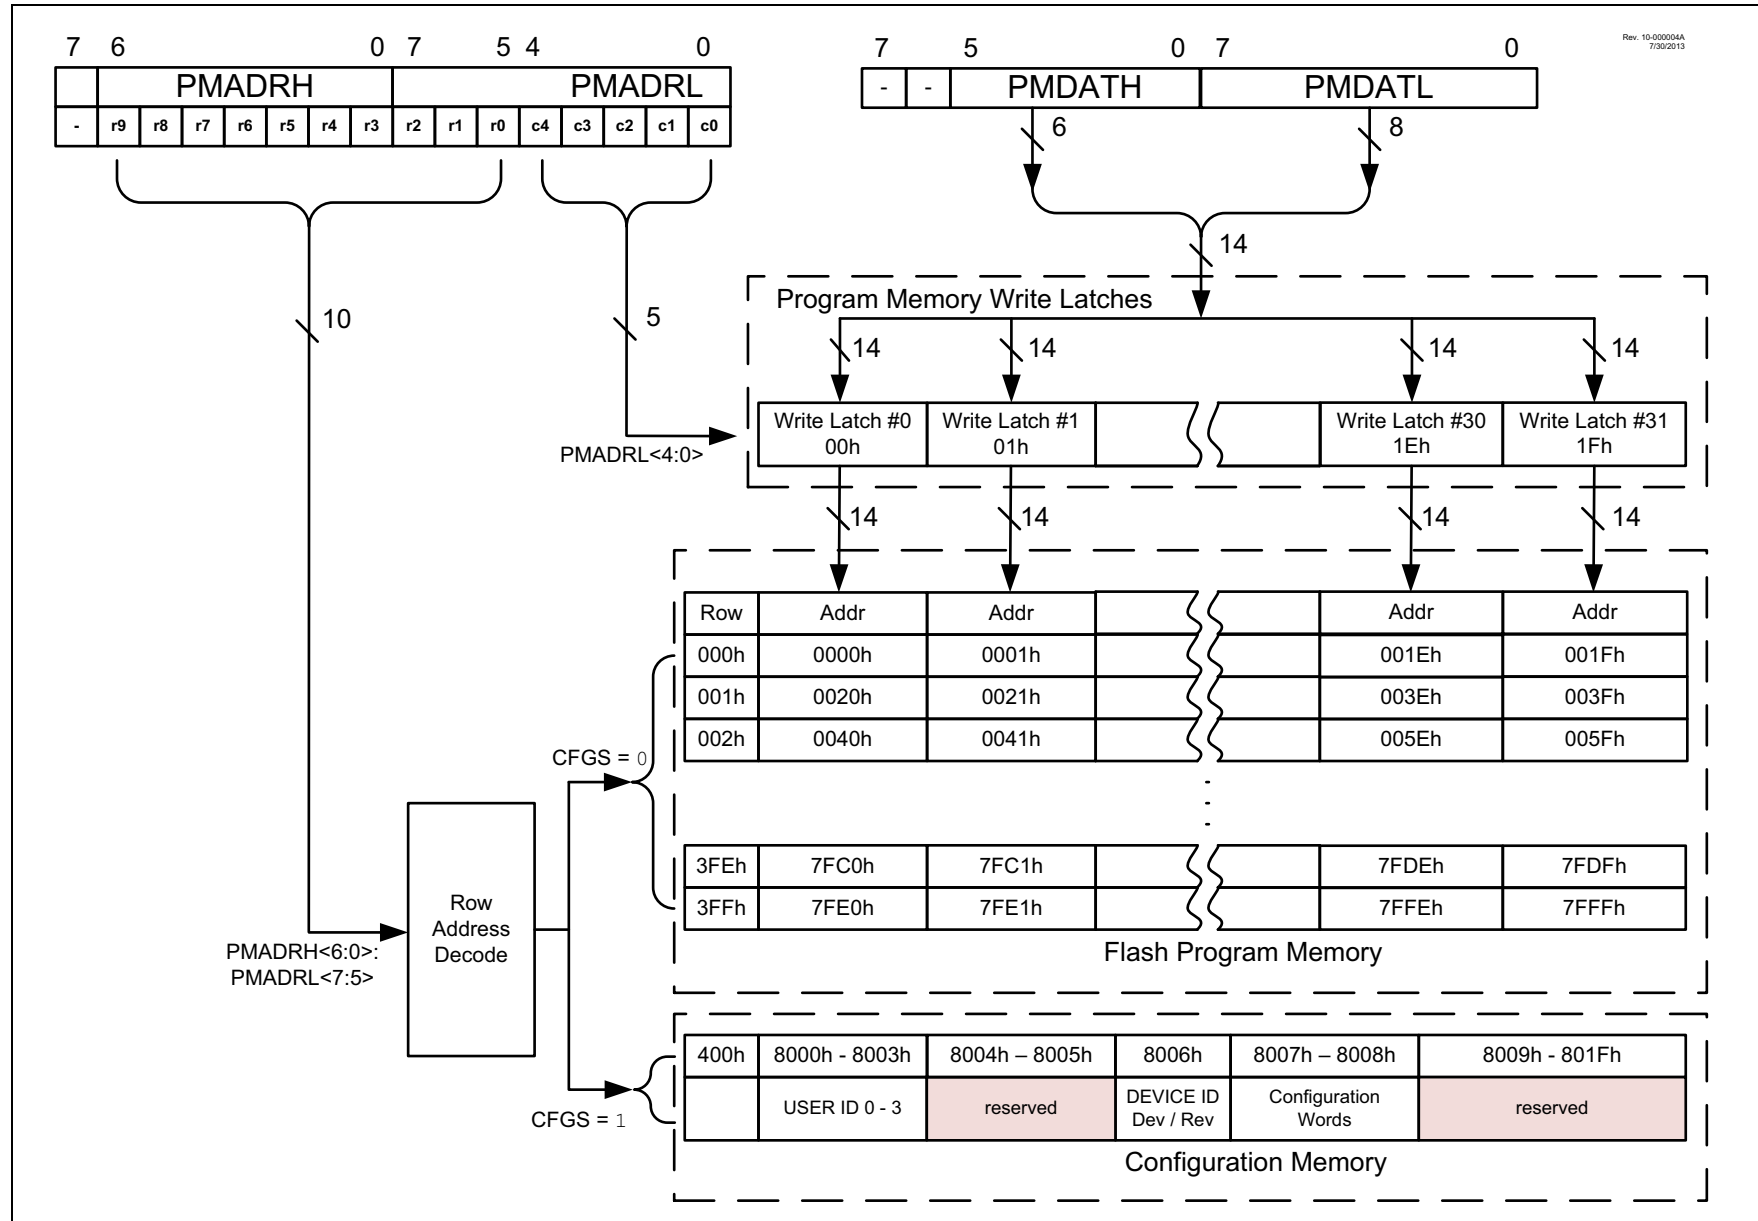 7 6 0 7 5 4 0
PMADRH PMADRL
- r9 r8 r7 r6 r5 r4 r3 r2 r1 r0 c4 c3 c2 c1 c0
7 5 0 7 0
- - PMDATH PMDATL
Rev. 10-000004A
7/30/2013
6 8
14
10
5
PMADRL<4:0>
Program Memory Write Latches
14 14 14 14
Write Latch #0 Write Latch #1 Write Latch #30 Write Latch #31
00h 01h 1Eh 1Fh
14 14 14 14
Row Addr Addr Addr Addr
000h 0000h 0001h 001Eh 001Fh
001h 0020h 0021h 003Eh 003Fh
002h 0040h 0041h 005Eh 005Fh
CFGS = 0
3FEh 7FC0h 7FC1h 7FDEh 7FDFh
3FFh 7FE0h 7FE1h 7FFEh 7FFFh
Flash Program Memory
Row
Address
Decode
PMADRH<6:0>:
PMADRL<7:5>
400h 8000h - 8003h 8004h – 8005h 8006h 8007h – 8008h 8009h - 801Fh
USER ID 0 - 3 reserved DEVICE ID Configuration reserved
Dev / Rev Words
CFGS = 1
Configuration Memory